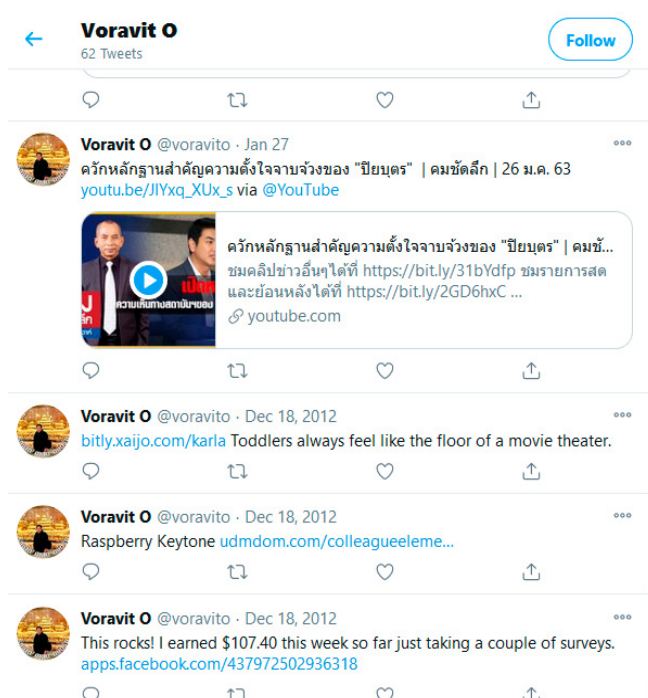 Voravit O
62 Tweets
Follow
Voravit O @voravito · Jan 27
ควักหลักฐานสำคัญความตั้งใจจาบจ้วงของ "ปิยบุตร" | คมชัดลึก | 26 ม.ค. 63
youtu.be/JIYxq_XUx_s via @YouTube
ควักหลักฐานสำคัญความตั้งใจจาบจ้วงของ "ปิยบุตร" | คมชั...
ชมคลิปข่าวอื่นๆได้ที่ https://bit.ly/31bYdfp ชมรายการสด
และย้อนหลังได้ที่ https://bit.ly/2GD6hxC ...
youtube.com
Voravit O @voravito · Dec 18, 2012
bitly.xaijo.com/karla Toddlers always feel like the floor of a movie theater.
Voravit O @voravito · Dec 18, 2012
Raspberry Keytone udmdom.com/colleagueeleme...
Voravit O @voravito · Dec 18, 2012
This rocks! I earned $107.40 this week so far just taking a couple of surveys.
apps.facebook.com/437972502936318